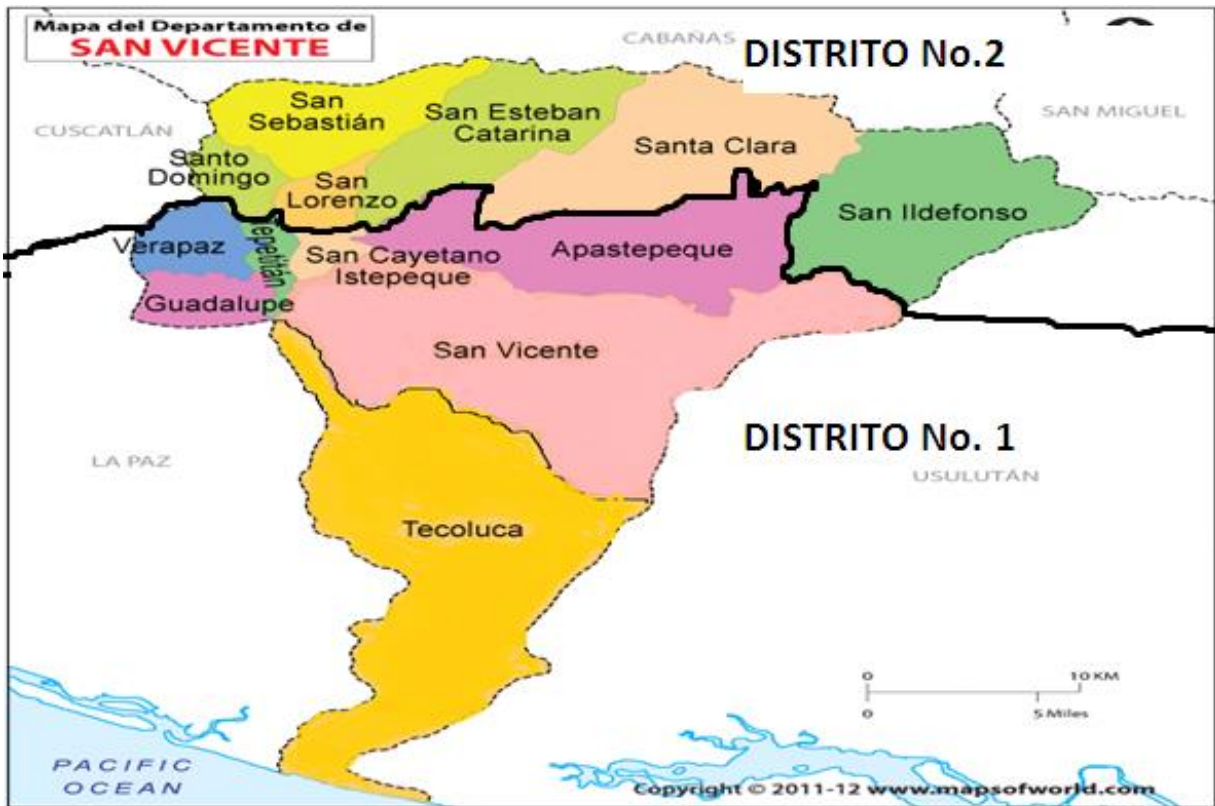 Mapa del Departamento de
SAN VICENTE
CABAÑAS
DISTRITO No.2
CUSCATLÁN
SAN MIGUEL
San
Sebastián
San Esteban
Catarina
Santa Clara
Santo
Domingo
San
Lorenzo
San Ildefonso
Verapaz
Tepetitán
San Cayetano
Istepeque
Apastepeque
Guadalupe
San Vicente
DISTRITO No. 1
LA PAZ
USULUTÁN
Tecoluca
0 10 KM
0 5 Miles
PACIFIC
OCEAN
Copyright © 2011-12 www.mapsofworld.com